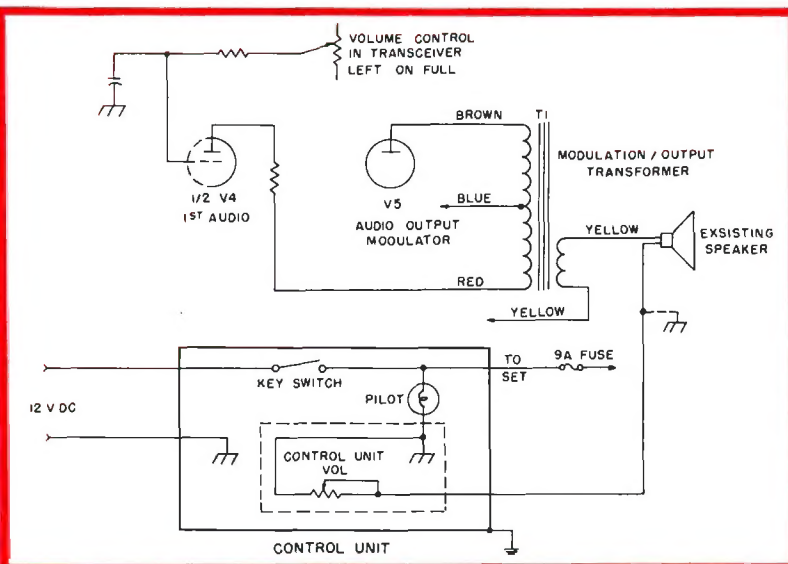 VOLUME CONTROL
IN TRANSCEIVER
LEFT ON FULL
BROWN
T1
MODULATION / OUTPUT
TRANSFORMER
1/2 V4
1ST AUDIO
V5
AUDIO OUTPUT
MODULATOR
BLUE
YELLOW
EXSISTING
SPEAKER
RED
YELLOW
KEY SWITCH
TO
SET
9A FUSE
PILOT
12 V DC
CONTROL UNIT
VOL
CONTROL UNIT